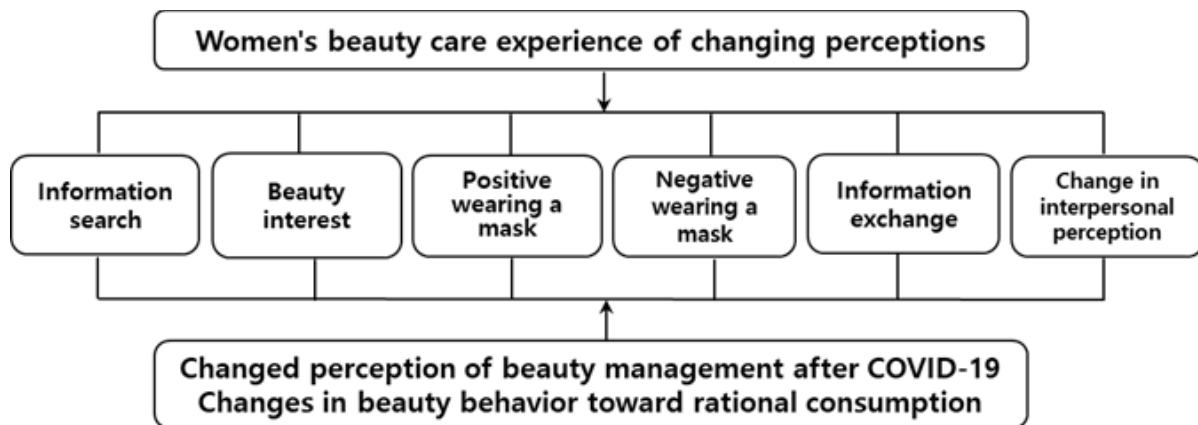 Women's beauty care experience of changing perceptions
Information
search
Beauty
interest
Positive
wearing a
mask
Negative
wearing a
mask
Information
exchange
Change in
interpersonal
perception
Changed perception of beauty management after COVID-19
Changes in beauty behavior toward rational consumption